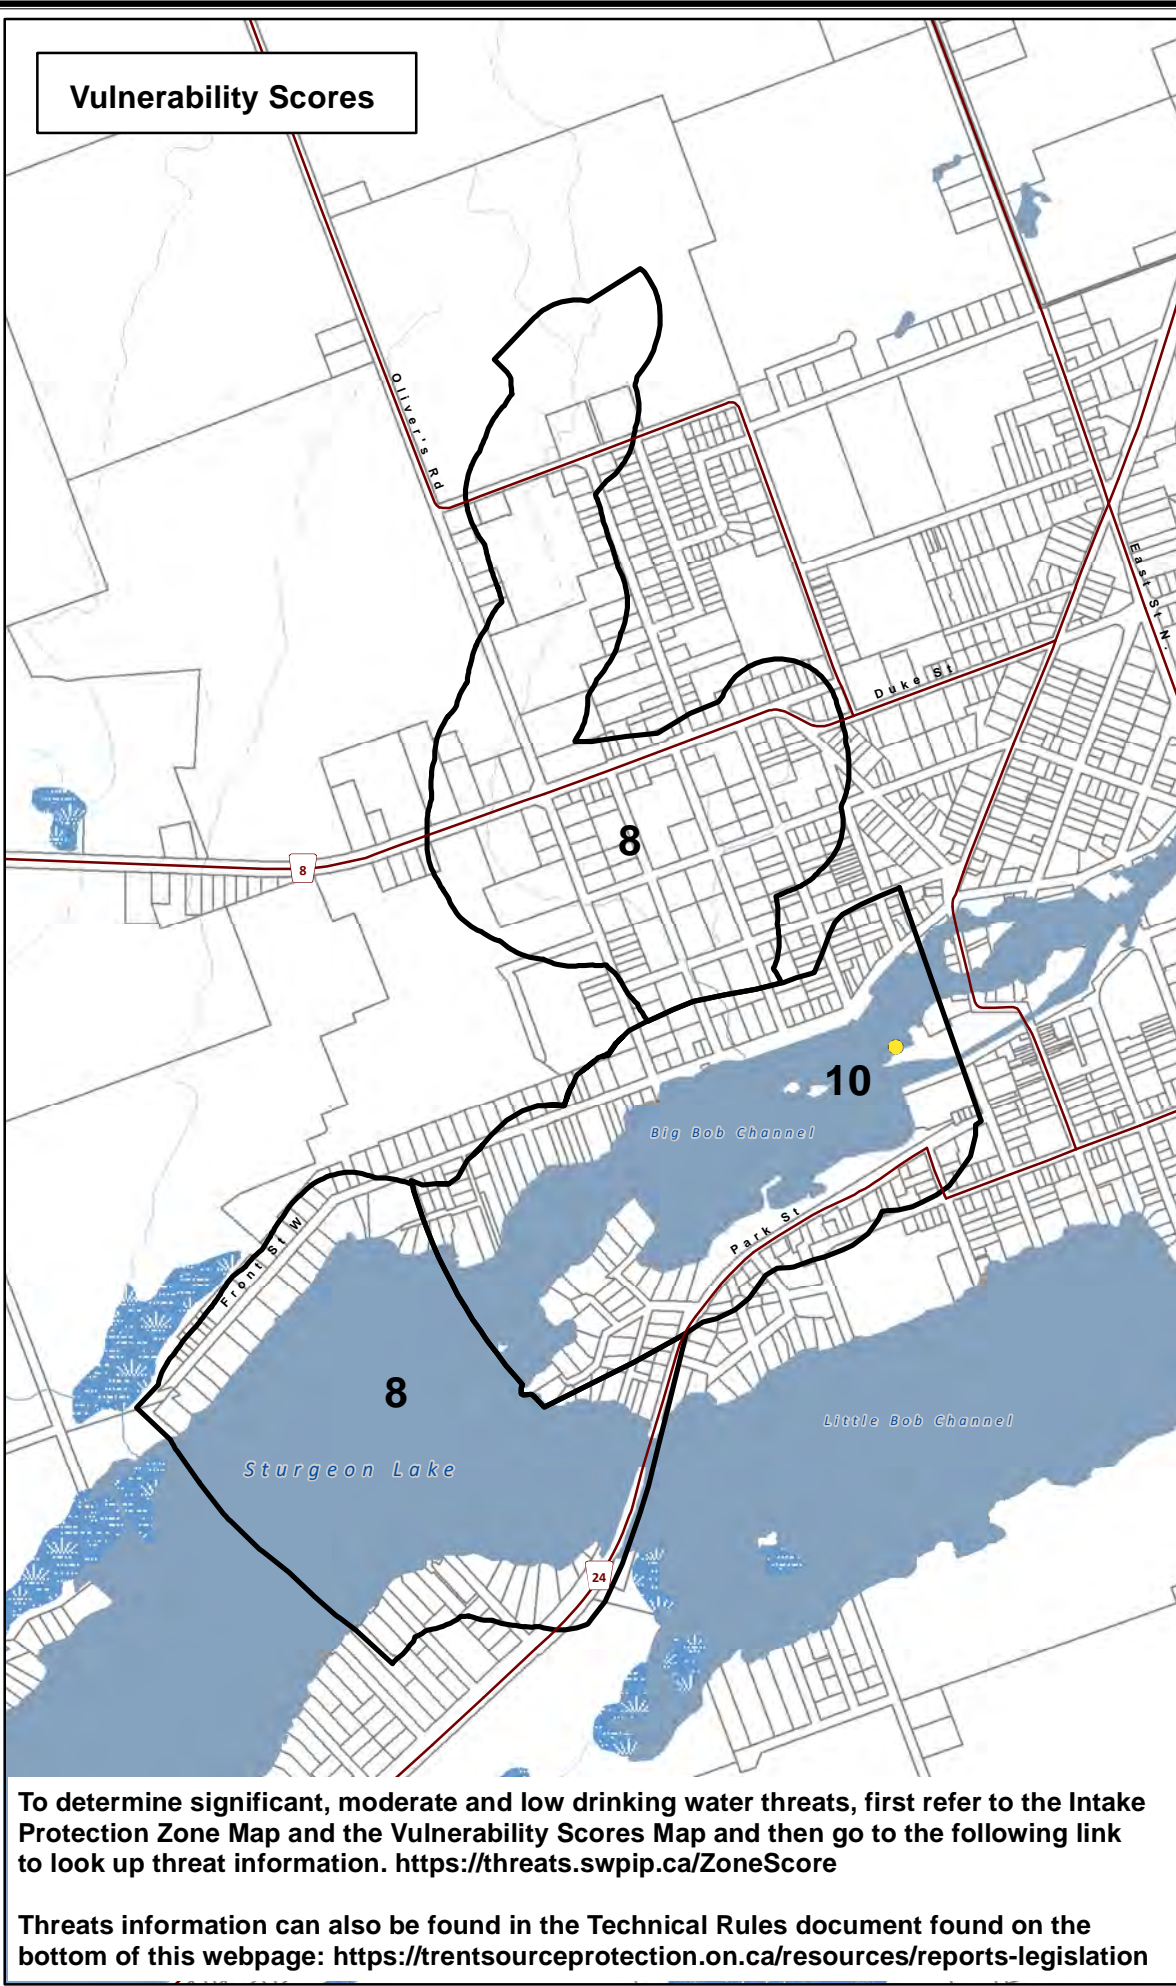 Vulnerability Scores
Oliver's Rd
East St N.
Duke St
8
8
10
Big Bob Channel
Park St
Front St W
8
Little Bob Channel
Sturgeon Lake
24
To determine significant, moderate and low drinking water threats, first refer to the Intake
Protection Zone Map and the Vulnerability Scores Map and then go to the following link
to look up threat information. https://threats.swpip.ca/ZoneScore
Threats information can also be found in the Technical Rules document found on the
bottom of this webpage: https://trentsourceprotection.on.ca/resources/reports-legislation